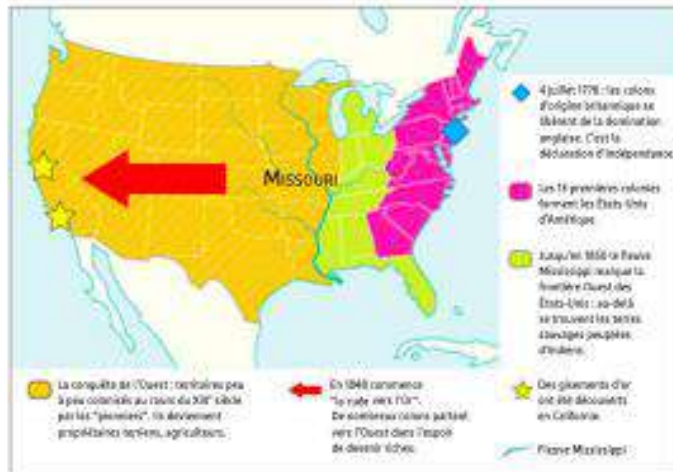 MISSOURI
4 juillet 1776 : les colons
d'origine britannique se
libèrent de la domination
anglaise. C'est la
déclaration d'Indépendance
Les 13 premières colonies
forment les États-Unis
d'Amérique.
Jusqu'en 1850 le fleuve
Mississippi marque la
frontière Ouest des
États-Unis : au-delà
se trouvent les terres
sauvages peuplées
d'Indiens.
Des gisements d'or
ont été découverts
en Californie.
Fleuve Mississippi
La conquête de l'Ouest : territoires peu
à peu colonisés au cours du XIXe siècle
par les "pionniers". Ils deviennent
propriétaires terriens, agriculteurs.
En 1848 commence
"la ruée vers l'Or".
De nombreux colons partent
vers l'Ouest dans l'espoir
de devenir riches.